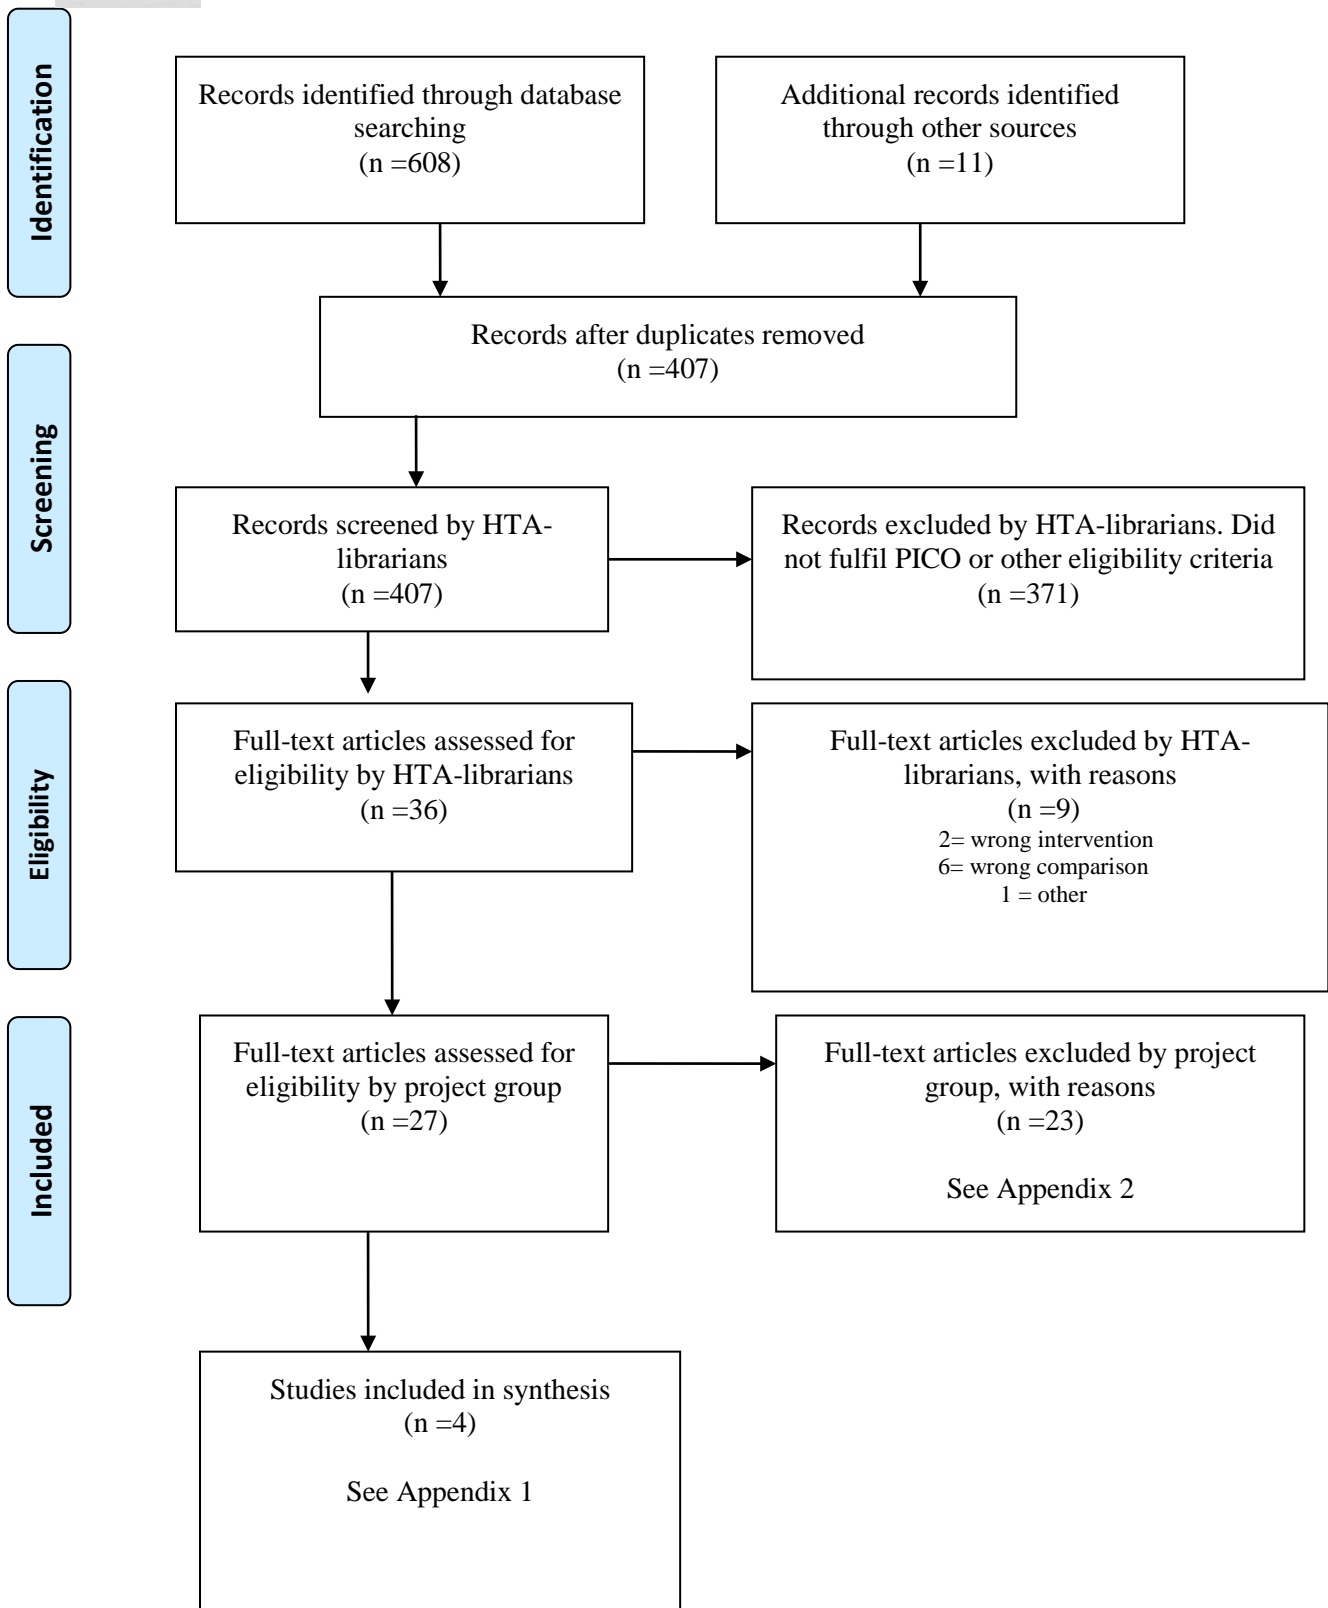 Identification
Records identified through database
searching
(n =608)
Additional records identified
through other sources
(n =11)
Records after duplicates removed
(n =407)
Screening
Records screened by HTA-
librarians
(n =407)
Records excluded by HTA-librarians. Did
not fulfil PICO or other eligibility criteria
(n =371)
Eligibility
Full-text articles assessed for
eligibility by HTA-librarians
(n =36)
Full-text articles excluded by HTA-
librarians, with reasons
(n =9)
2= wrong intervention
6= wrong comparison
1 = other
Included
Full-text articles assessed for
eligibility by project group
(n =27)
Full-text articles excluded by project
group, with reasons
(n =23)
See Appendix 2
Studies included in synthesis
(n =4)
See Appendix 1